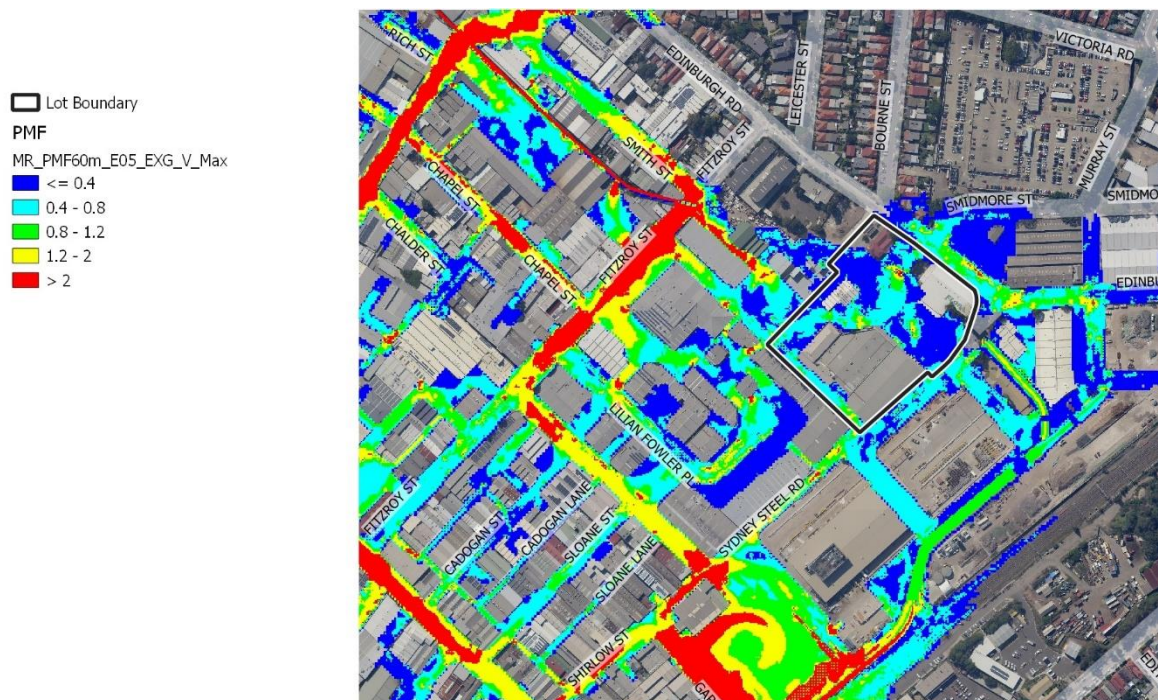 Lot Boundary
PMF
MR_PMF60m_E05_EXG_V_Max
<= 0.4
0.4 - 0.8
0.8 - 1.2
1.2 - 2
> 2
RICH ST
EDINBURGH RD
LEICESTER ST
BOURNE ST
VICTORIA RD
MURRAY ST
SMITH ST
FITZROY ST
CHAPEL ST
SMIDMORE ST
SMIDMO
CHALDER ST
CHAPEL ST
FITZROY ST
EDINBU
LILIAN FOWLER PL
FITZROY ST
CADOGAN ST
CADOGAN LANE
SLOANE ST
SLOANE LANE
SYDNEY STEEL RD
SHIRLOW ST
GAD